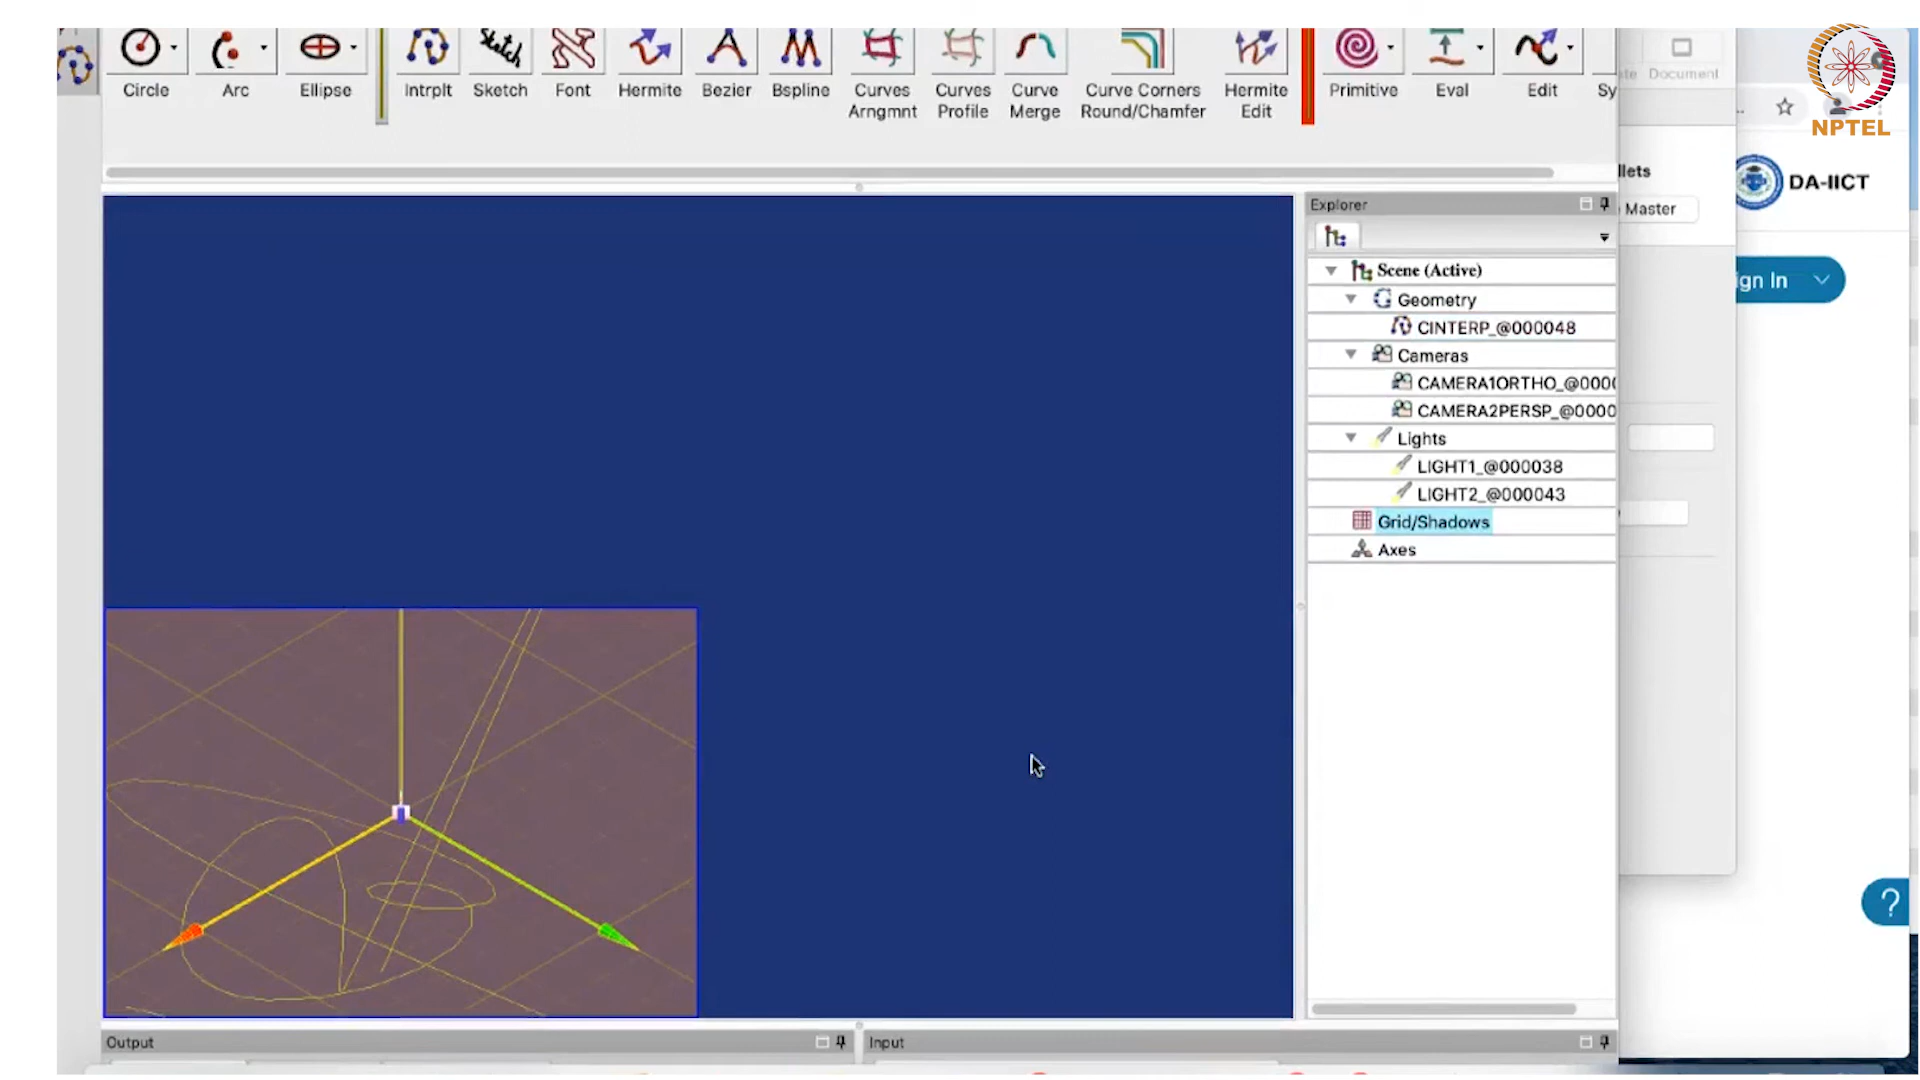 Circle
Arc
Ellipse
Intrplt
Sketch
Font
Hermite
Bezier
Bspline
Curves Arngmnt
Curves Profile
Curve Merge
Curve Corners Round/Chamfer
Hermite Edit
Primitive
Eval
Edit
Sy
Document
NPTEL
DA-IICT
llets
Master
ign In
Explorer
Scene (Active)
Geometry
CINTERP_@000048
Cameras
CAMERA1ORTHO_@000
CAMERA2PERSP_@0000
Lights
LIGHT1_@000038
LIGHT2_@000043
Grid/Shadows
Axes
?
Output
Input